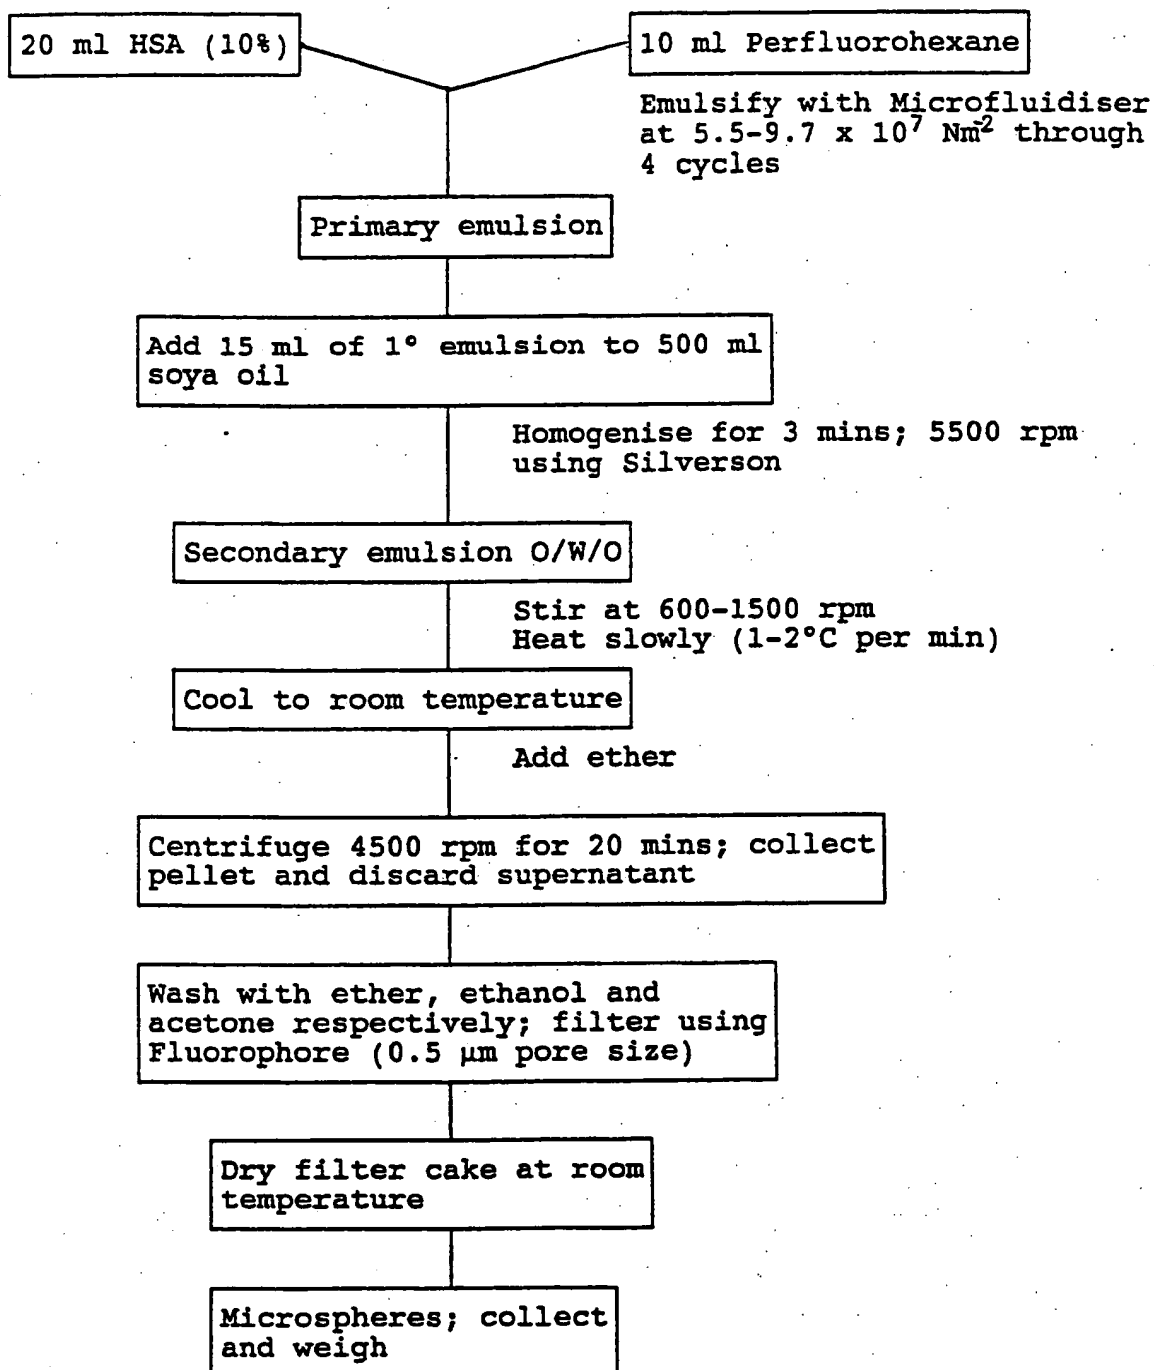 20 ml HSA (10%)
10 ml Perfluorohexane
Emulsify with Microfluidiser
at 5.5-9.7 x 10⁷ Nm⁻² through
4 cycles
Primary emulsion
Add 15 ml of 1° emulsion to 500 ml
soya oil
Homogenise for 3 mins; 5500 rpm
using Silverson
Secondary emulsion O/W/O
Stir at 600-1500 rpm
Heat slowly (1-2°C per min)
Cool to room temperature
Add ether
Centrifuge 4500 rpm for 20 mins; collect
pellet and discard supernatant
Wash with ether, ethanol and
acetone respectively; filter using
Fluorophore (0.5 µm pore size)
Dry filter cake at room
temperature
Microspheres; collect
and weigh